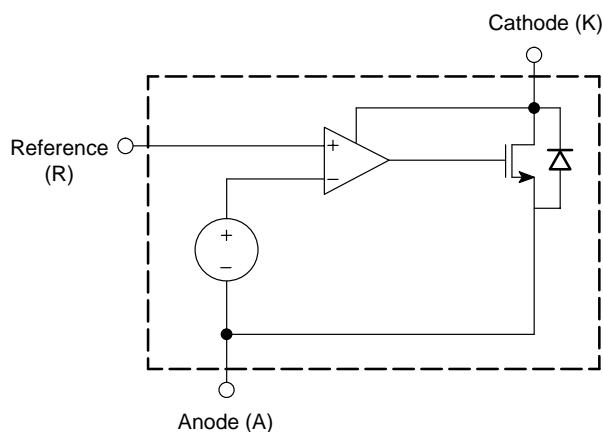 Cathode (K)
Reference
(R)
+
−
+
−
Anode (A)